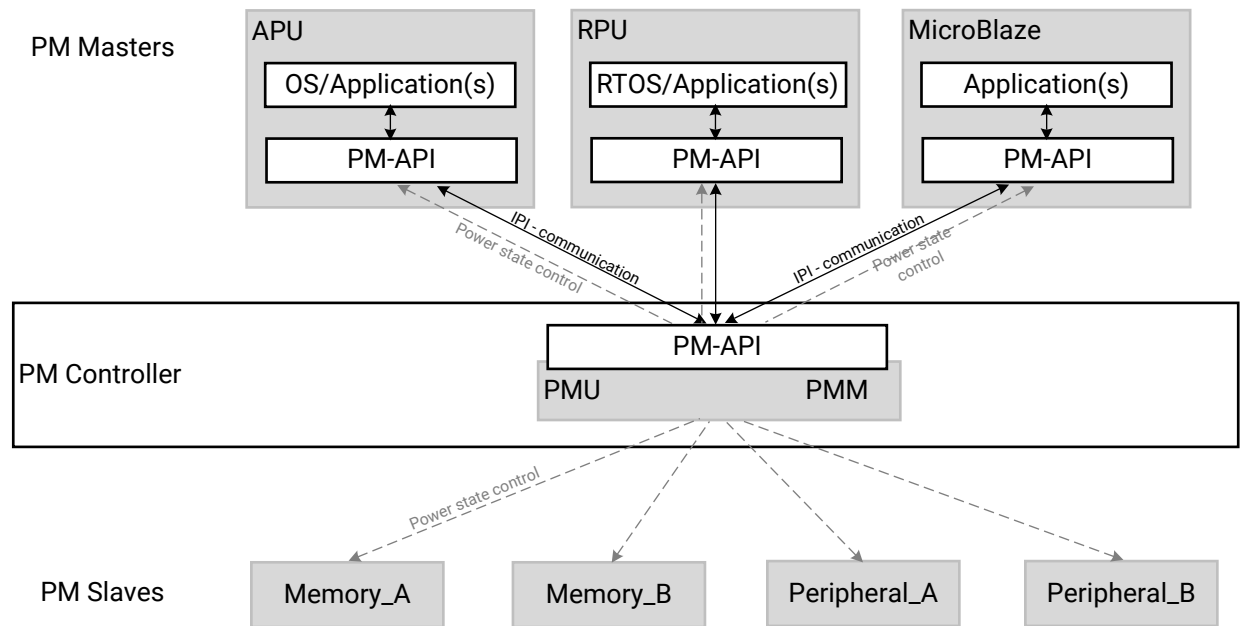 PM Masters
APU
RPU
MicroBlaze
OS/Application(s)
RTOS/Application(s)
Application(s)
PM-API
PM-API
PM-API
IPI - communication
Power state control
IPI - communication
Power state
control
PM-API
PM Controller
PMU
PMM
Power state control
PM Slaves
Memory_A
Memory_B
Peripheral_A
Peripheral_B